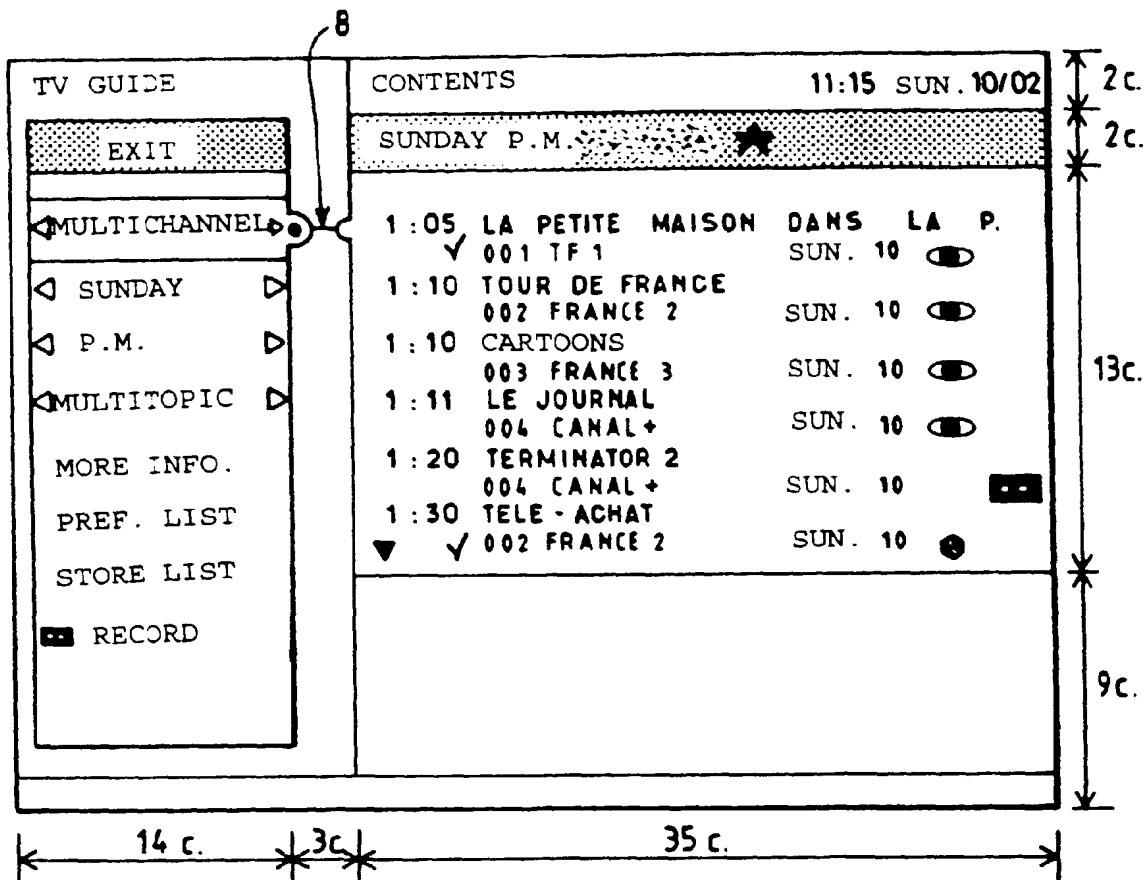 8
TV GUIDE
CONTENTS 11:15 SUN. 10/02
2c.
EXIT
SUNDAY P.M.
2c.
MULTICHANNEL
SUNDAY
P.M.
MULTITOPIC
MORE INFO.
PREF. LIST
STORE LIST
RECORD
1:05 LA PETITE MAISON DANS LA P.
✓ 001 TF1 SUN. 10
1:10 TOUR DE FRANCE
002 FRANCE 2 SUN. 10
1:10 CARTOONS
003 FRANCE 3 SUN. 10
1:11 LE JOURNAL
004 CANAL+ SUN. 10
1:20 TERMINATOR 2
004 CANAL+ SUN. 10
1:30 TELE-ACHAT
▼ ✓ 002 FRANCE 2 SUN. 10
13c.
9c.
14 c. 3c 35 c.